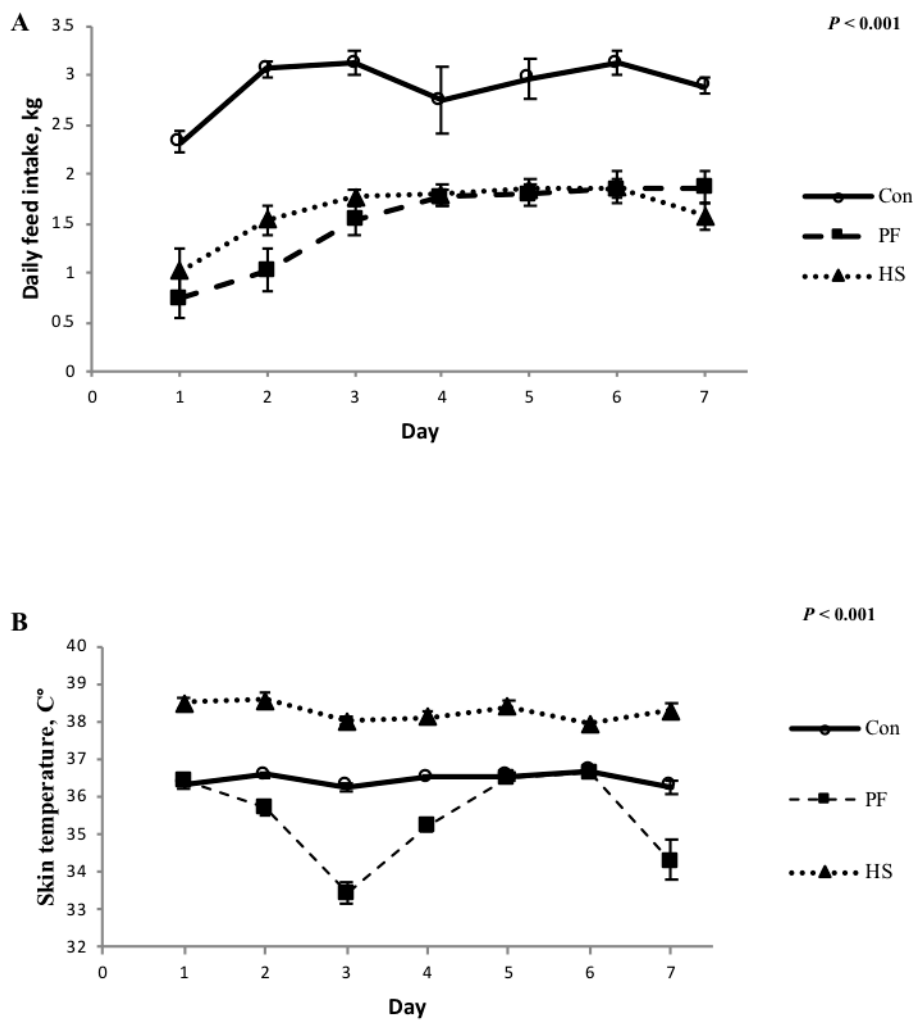 A
P < 0.001
Daily feed intake, kg
3.5
3
2.5
2
1.5
1
0.5
0
0 1 2 3 4 5 6 7
Day
Con
PF
HS
B
P < 0.001
Skin temperature, C°
40
39
38
37
36
35
34
33
32
0 1 2 3 4 5 6 7
Day
Con
PF
HS